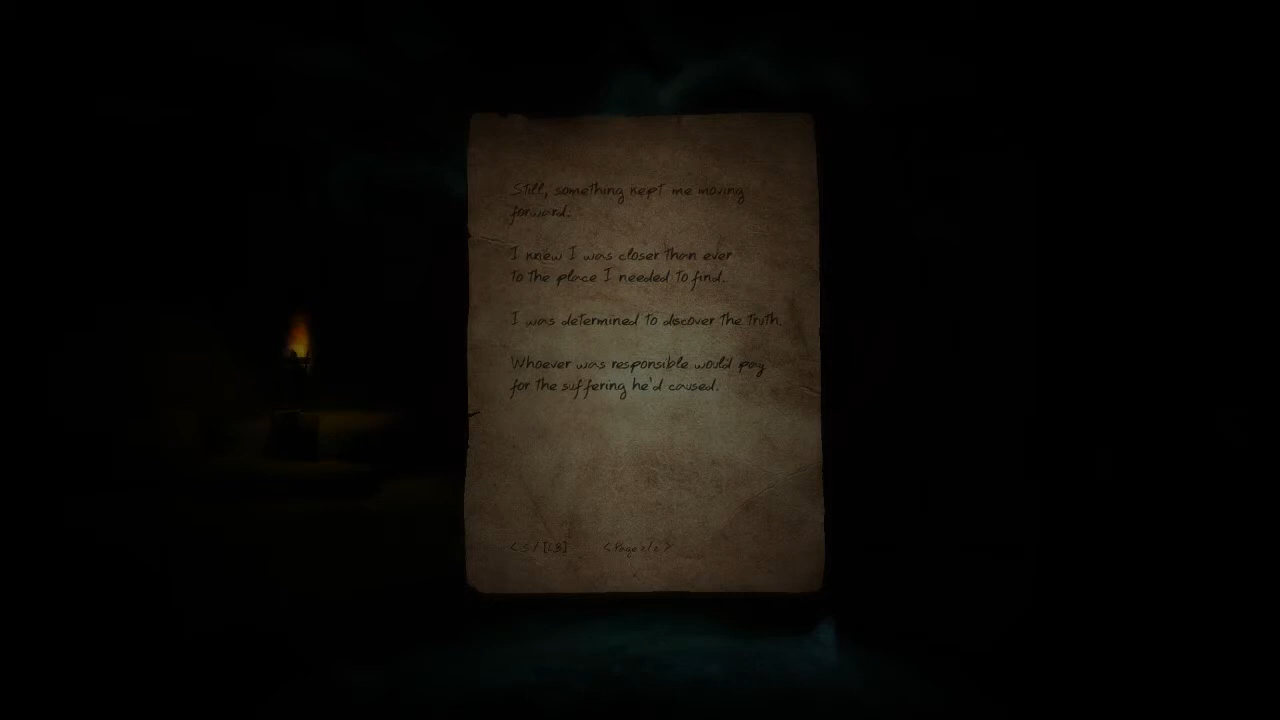 Still, something kept me moving
forward.
I knew I was closer than ever
to the place I needed to find.
I was determined to discover the truth.
Whoever was responsible would pay
for the suffering he'd caused.
<Page